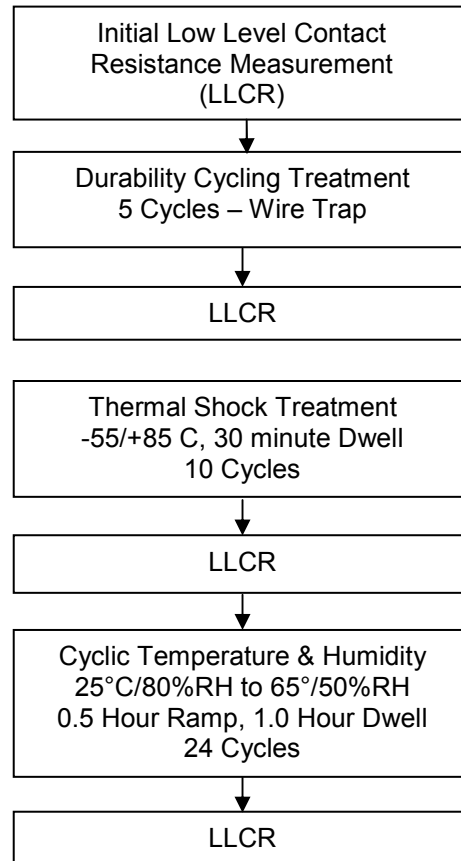 Initial Low Level Contact
Resistance Measurement
(LLCR)
Durability Cycling Treatment
5 Cycles – Wire Trap
LLCR
Thermal Shock Treatment
-55/+85 C, 30 minute Dwell
10 Cycles
LLCR
Cyclic Temperature & Humidity
25°C/80%RH to 65°/50%RH
0.5 Hour Ramp, 1.0 Hour Dwell
24 Cycles
LLCR